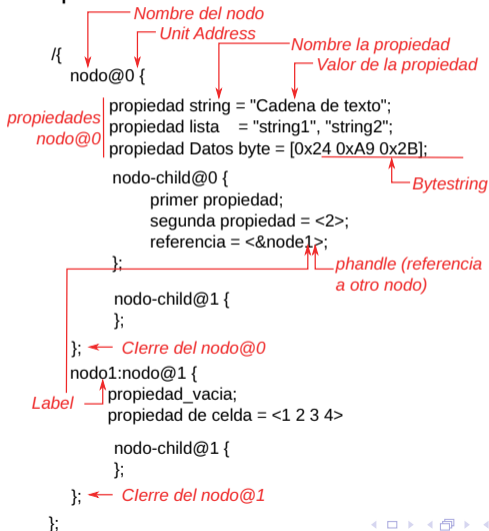 Nombre del nodo
Unit Address
Nombre la propiedad
Valor de la propiedad
/{
nodo@0 {
propiedades
nodo@0
propiedad string = "Cadena de texto";
propiedad lista = "string1", "string2";
propiedad Datos byte = [0x24 0xA9 0x2B];
Bytestring
nodo-child@0 {
primer propiedad;
segunda propiedad = <2>;
referencia = <&node1>;
};
phandle (referencia
a otro nodo)
nodo-child@1 {
};
}; Clerre del nodo@0
nodo1:nodo@1 {
Label
propiedad_vacia;
propiedad de celda = <1 2 3 4>
nodo-child@1 {
};
}; Clerre del nodo@1
};